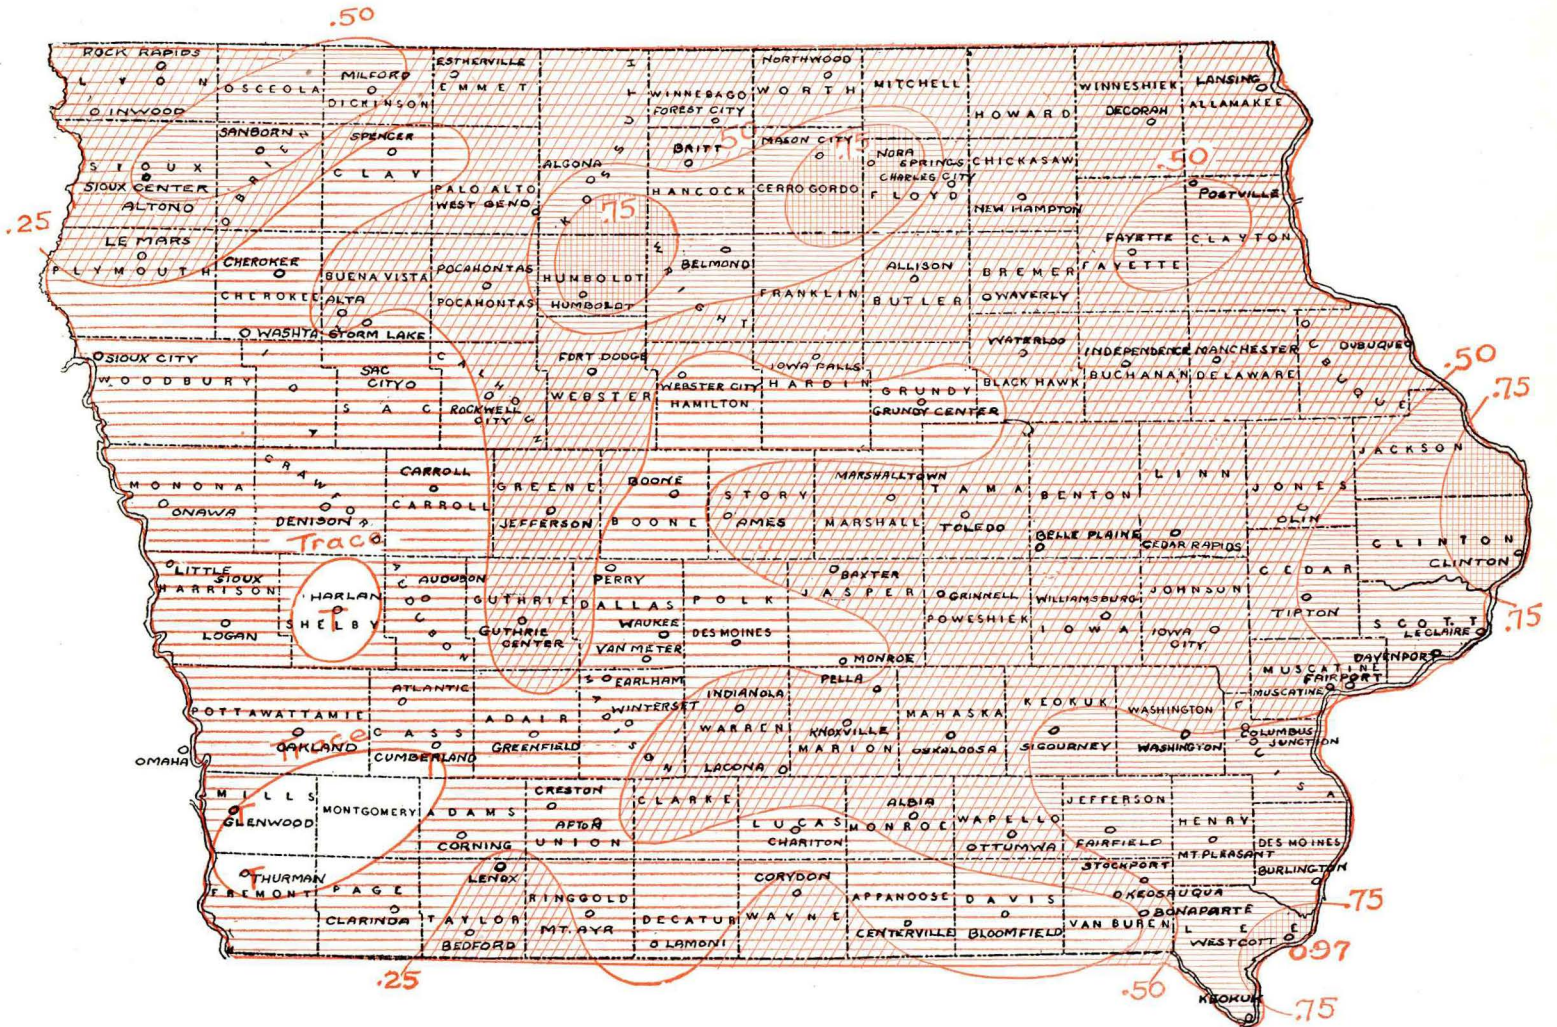 .50
ROCK RAPIDS
LYON
INWOOD
OSCEOLA
MILFORD
DICKINSON
ESTHERVILLE
EMMET
KOSSUTH
WINNEBAGO
FOREST CITY
NORTHWOOD
WORTH
MITCHELL
HOWARD
WINNESHIEK
DECORAH
LANSING
ALLAMAKEE
SANBORN
OBRIEN
SPENCER
CLAY
SIOUX
SIOUX CENTER
ALTONO
ALGONA
PALO ALTO
WEST BEND
BRITT
.50
HANCOCK
MASON CITY
.75
CERRO GORDO
NORA
SPRINGS
CHARLES CITY
FLOYD
CHICKASAW
NEW HAMPTON
.50
POSTVILLE
.25
LE MARS
PLYMOUTH
CHEROKEE
CHEROKEE
BUENA VISTA
ALTA
STORM LAKE
WASHTA
POCAHONTAS
POCAHONTAS
.75
HUMBOLDT
HUMBOLDT
WRIGHT
BELMOND
FRANKLIN
ALLISON
BUTLER
BREMER
WAVERLY
FAYETTE
FAYETTE
CLAYTON
SIOUX CITY
WOODBURY
I
A
SAC
CITY
SAC
CALHOUN
ROCKWELL
CITY
FORT DODGE
WEBSTER
WEBSTER CITY
HAMILTON
IOWA FALLS
HARDIN
GRUNDY
GRUNDY CENTER
WATERLOO
BLACK HAWK
INDEPENDENCE
BUCHANAN
MANCHESTER
DELAWARE
DUBUQUE
DUBUQUE
.50
.75
MONONA
ONAWA
CRAWFORD
DENISON
Trace
CARROLL
CARROLL
GREENE
JEFFERSON
BOONE
BOONE
STORY
AMES
MARSHALLTOWN
MARSHALL
TAMA
TOLEDO
BENTON
BELLE PLAINE
LINN
CEDAR RAPIDS
JONES
OLIN
JACKSON
CLINTON
CLINTON
LITTLE
SIOUX
HARRISON
LOGAN
HARLAN
T
SHELBY
AUDUBON
AUDUBON
GUTHRIE
GUTHRIE
CENTER
PERRY
DALLAS
WAUKEE
VAN METER
POLK
DES MOINES
BAXTER
JASPER
MONROE
GRINNELL
POWESHIEK
WILLIAMSBURG
IOWA
JOHNSON
IOWA
CITY
CEDAR
TIPTON
SCOTT
LECLAIRE
.75
DAVENPORT
MUSCATINE
FAIRPORT
MUSCATINE
POTTAWATTAMIE
OAKLAND
Trace
OMAHA
ATLANTIC
CASS
CUMBERLAND
ADAIR
GREENFIELD
EARLHAM
MADISON
WINTERSET
INDIANOLA
WARREN
LACONA
PELLA
KNOXVILLE
MARION
MAHASKA
OSKALOOSA
KEOKUK
SIGOURNEY
WASHINGTON
WASHINGTON
LOUISA
COLUMBUS
JUNCTION
MILLS
T
GLENWOOD
MONTGOMERY
ADAMS
CORNING
CRESTON
AFTON
UNION
CLARKE
LUCAS
CHARITON
ALBIA
MONROE
WAPELLO
OTTUMWA
JEFFERSON
FAIRFIELD
HENRY
MT. PLEASANT
DES MOINES
BURLINGTON
T
THURMAN
FREMONT
PAGE
CLARINDA
LENOX
TAYLOR
BEDFORD
RINGGOLD
MT. AYR
DECATUR
LAMONI
CORYDON
WAYNE
APPANOOSE
CENTERVILLE
DAVIS
BLOOMFIELD
STOCKPORT
KEOSAUQUA
BONAPARTE
VAN BUREN
LEE
WESTCOTT
.75
0.97
.25
.50
KEOKUK
.75